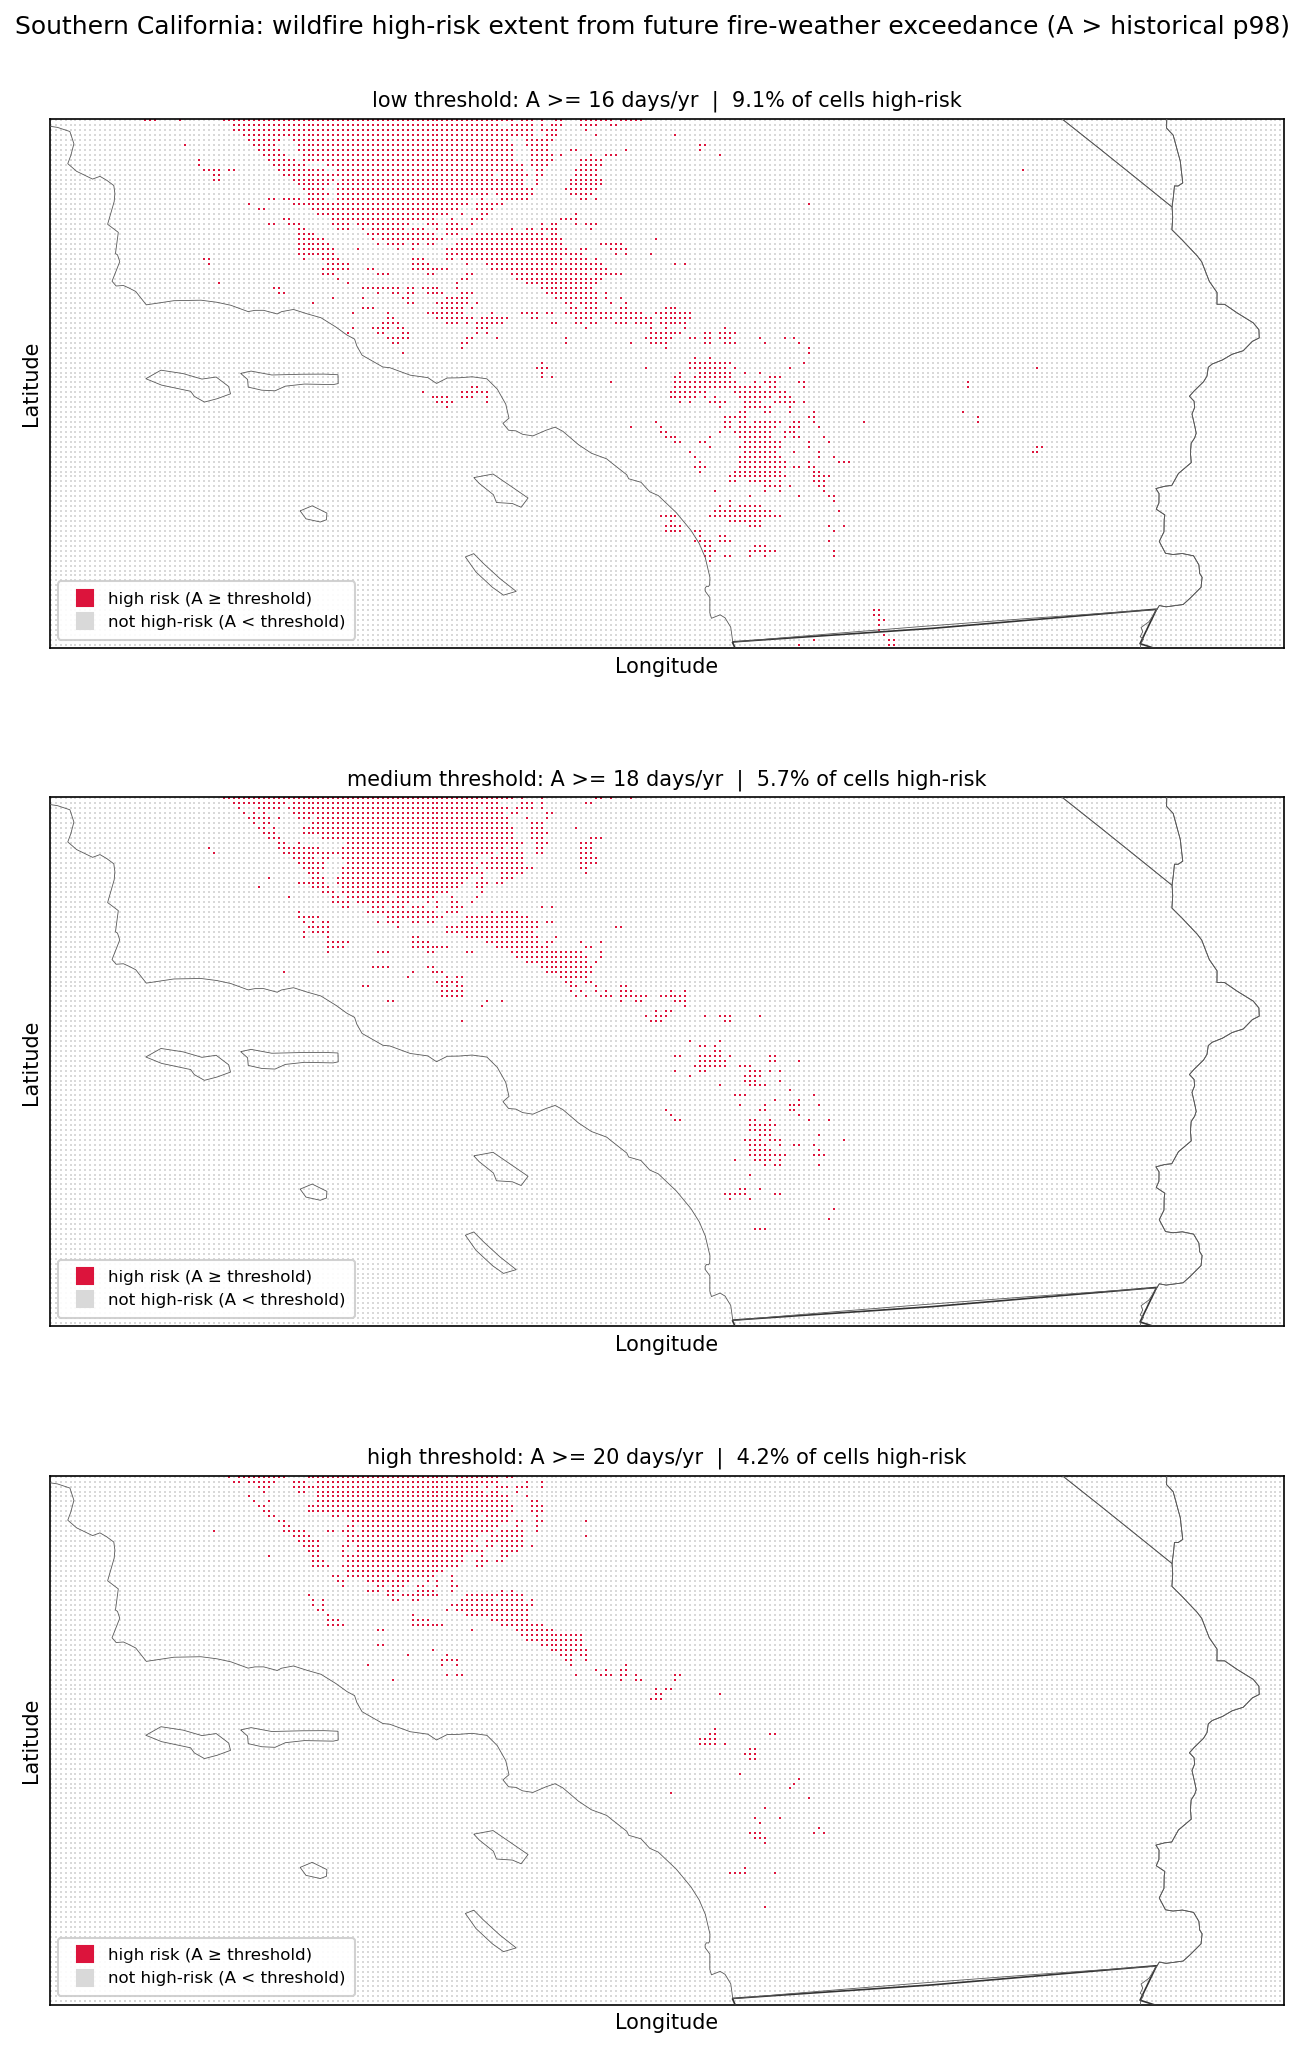 Southern California: wildfire high-risk extent from future fire-weather exceedance (A > historical p98)
low threshold: A >= 16 days/yr | 9.1% of cells high-risk
Latitude
high risk (A ≥ threshold)
not high-risk (A < threshold)
Longitude
medium threshold: A >= 18 days/yr | 5.7% of cells high-risk
Latitude
high risk (A ≥ threshold)
not high-risk (A < threshold)
Longitude
high threshold: A >= 20 days/yr | 4.2% of cells high-risk
Latitude
high risk (A ≥ threshold)
not high-risk (A < threshold)
Longitude